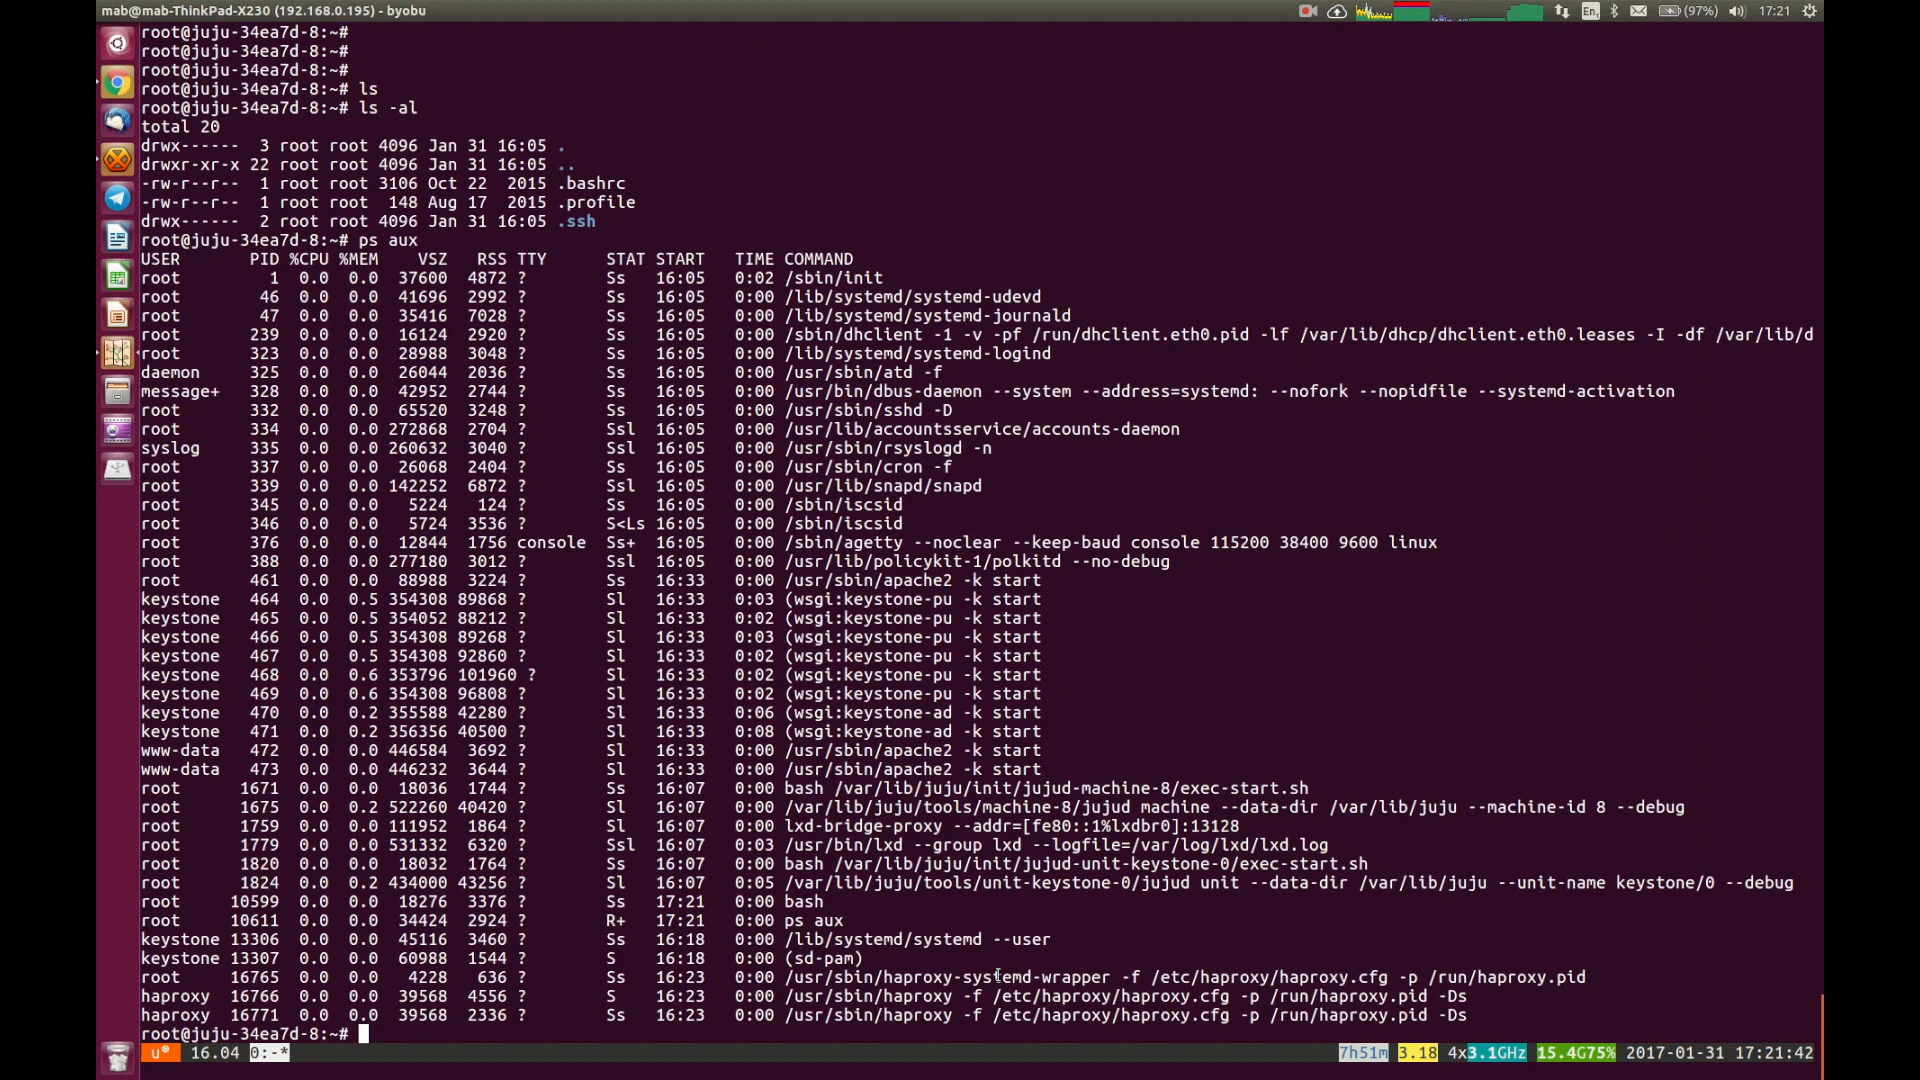 mab@mab-ThinkPad-X230 (192.168.0.195) - byobu
En1 (97%) 17:21
root@juju-34ea7d-8:~#
root@juju-34ea7d-8:~#
root@juju-34ea7d-8:~#
root@juju-34ea7d-8:~# ls
root@juju-34ea7d-8:~# ls -al
total 20
drwx------  3 root root 4096 Jan 31 16:05 .
drwxr-xr-x 22 root root 4096 Jan 31 16:05 ..
-rw-r--r--  1 root root 3106 Oct 22  2015 .bashrc
-rw-r--r--  1 root root  148 Aug 17  2015 .profile
drwx------  2 root root 4096 Jan 31 16:05 .ssh
root@juju-34ea7d-8:~# ps aux
USER PID %CPU %MEM VSZ RSS TTY STAT START TIME COMMAND
root 1 0.0 0.0 37600 4872 ? Ss 16:05 0:02 /sbin/init
root 46 0.0 0.0 41696 2992 ? Ss 16:05 0:00 /lib/systemd/systemd-udevd
root 47 0.0 0.0 35416 7028 ? Ss 16:05 0:00 /lib/systemd/systemd-journald
root 239 0.0 0.0 16124 2920 ? Ss 16:05 0:00 /sbin/dhclient -1 -v -pf /run/dhclient.eth0.pid -lf /var/lib/dhcp/dhclient.eth0.leases -I -df /var/lib/d
root 323 0.0 0.0 28988 3048 ? Ss 16:05 0:00 /lib/systemd/systemd-logind
daemon 325 0.0 0.0 26044 2036 ? Ss 16:05 0:00 /usr/sbin/atd -f
message+ 328 0.0 0.0 42952 2744 ? Ss 16:05 0:00 /usr/bin/dbus-daemon --system --address=systemd: --nofork --nopidfile --systemd-activation
root 332 0.0 0.0 65520 3248 ? Ss 16:05 0:00 /usr/sbin/sshd -D
root 334 0.0 0.0 272868 2704 ? Ssl 16:05 0:00 /usr/lib/accountsservice/accounts-daemon
syslog 335 0.0 0.0 260632 3040 ? Ssl 16:05 0:00 /usr/sbin/rsyslogd -n
root 337 0.0 0.0 26068 2404 ? Ss 16:05 0:00 /usr/sbin/cron -f
root 339 0.0 0.0 142252 6872 ? Ssl 16:05 0:00 /usr/lib/snapd/snapd
root 345 0.0 0.0 5224 124 ? Ss 16:05 0:00 /sbin/iscsid
root 346 0.0 0.0 5724 3536 ? S<Ls 16:05 0:00 /sbin/iscsid
root 376 0.0 0.0 12844 1756 console Ss+ 16:05 0:00 /sbin/agetty --noclear --keep-baud console 115200 38400 9600 linux
root 388 0.0 0.0 277180 3012 ? Ssl 16:05 0:00 /usr/lib/policykit-1/polkitd --no-debug
root 461 0.0 0.0 88988 3224 ? Ss 16:33 0:00 /usr/sbin/apache2 -k start
keystone 464 0.0 0.5 354308 89868 ? Sl 16:33 0:03 (wsgi:keystone-pu -k start
keystone 465 0.0 0.5 354052 88212 ? Sl 16:33 0:02 (wsgi:keystone-pu -k start
keystone 466 0.0 0.5 354308 89268 ? Sl 16:33 0:03 (wsgi:keystone-pu -k start
keystone 467 0.0 0.5 354308 92860 ? Sl 16:33 0:02 (wsgi:keystone-pu -k start
keystone 468 0.0 0.6 353796 101960 ? Sl 16:33 0:02 (wsgi:keystone-pu -k start
keystone 469 0.0 0.6 354308 96808 ? Sl 16:33 0:02 (wsgi:keystone-pu -k start
keystone 470 0.0 0.2 355588 42280 ? Sl 16:33 0:06 (wsgi:keystone-ad -k start
keystone 471 0.0 0.2 356356 40500 ? Sl 16:33 0:08 (wsgi:keystone-ad -k start
www-data 472 0.0 0.0 446584 3692 ? Sl 16:33 0:00 /usr/sbin/apache2 -k start
www-data 473 0.0 0.0 446232 3644 ? Sl 16:33 0:00 /usr/sbin/apache2 -k start
root 1671 0.0 0.0 18036 1744 ? Ss 16:07 0:00 bash /var/lib/juju/init/jujud-machine-8/exec-start.sh
root 1675 0.0 0.2 522260 40420 ? Sl 16:07 0:00 /var/lib/juju/tools/machine-8/jujud machine --data-dir /var/lib/juju --machine-id 8 --debug
root 1759 0.0 0.0 111952 1864 ? Sl 16:07 0:00 lxd-bridge-proxy --addr=[fe80::1%lxdbr0]:13128
root 1779 0.0 0.0 531332 6320 ? Ssl 16:07 0:03 /usr/bin/lxd --group lxd --logfile=/var/log/lxd/lxd.log
root 1820 0.0 0.0 18032 1764 ? Ss 16:07 0:00 bash /var/lib/juju/init/jujud-unit-keystone-0/exec-start.sh
root 1824 0.0 0.2 434000 43256 ? Sl 16:07 0:05 /var/lib/juju/tools/unit-keystone-0/jujud unit --data-dir /var/lib/juju --unit-name keystone/0 --debug
root 10599 0.0 0.0 18276 3376 ? Ss 17:21 0:00 bash
root 10611 0.0 0.0 34424 2924 ? R+ 17:21 0:00 ps aux
keystone 13306 0.0 0.0 45116 3460 ? Ss 16:18 0:00 /lib/systemd/systemd --user
keystone 13307 0.0 0.0 60988 1544 ? S 16:18 0:00 (sd-pam)
root 16765 0.0 0.0 4228 636 ? Ss 16:23 0:00 /usr/sbin/haproxy-systemd-wrapper -f /etc/haproxy/haproxy.cfg -p /run/haproxy.pid
haproxy 16766 0.0 0.0 39568 4556 ? S 16:23 0:00 /usr/sbin/haproxy -f /etc/haproxy/haproxy.cfg -p /run/haproxy.pid -Ds
haproxy 16771 0.0 0.0 39568 2336 ? Ss 16:23 0:00 /usr/sbin/haproxy -f /etc/haproxy/haproxy.cfg -p /run/haproxy.pid -Ds
root@juju-34ea7d-8:~#
u® 16.04 0:-* 7h51m 3.18 4x3.1GHz 15.4G75% 2017-01-31 17:21:42